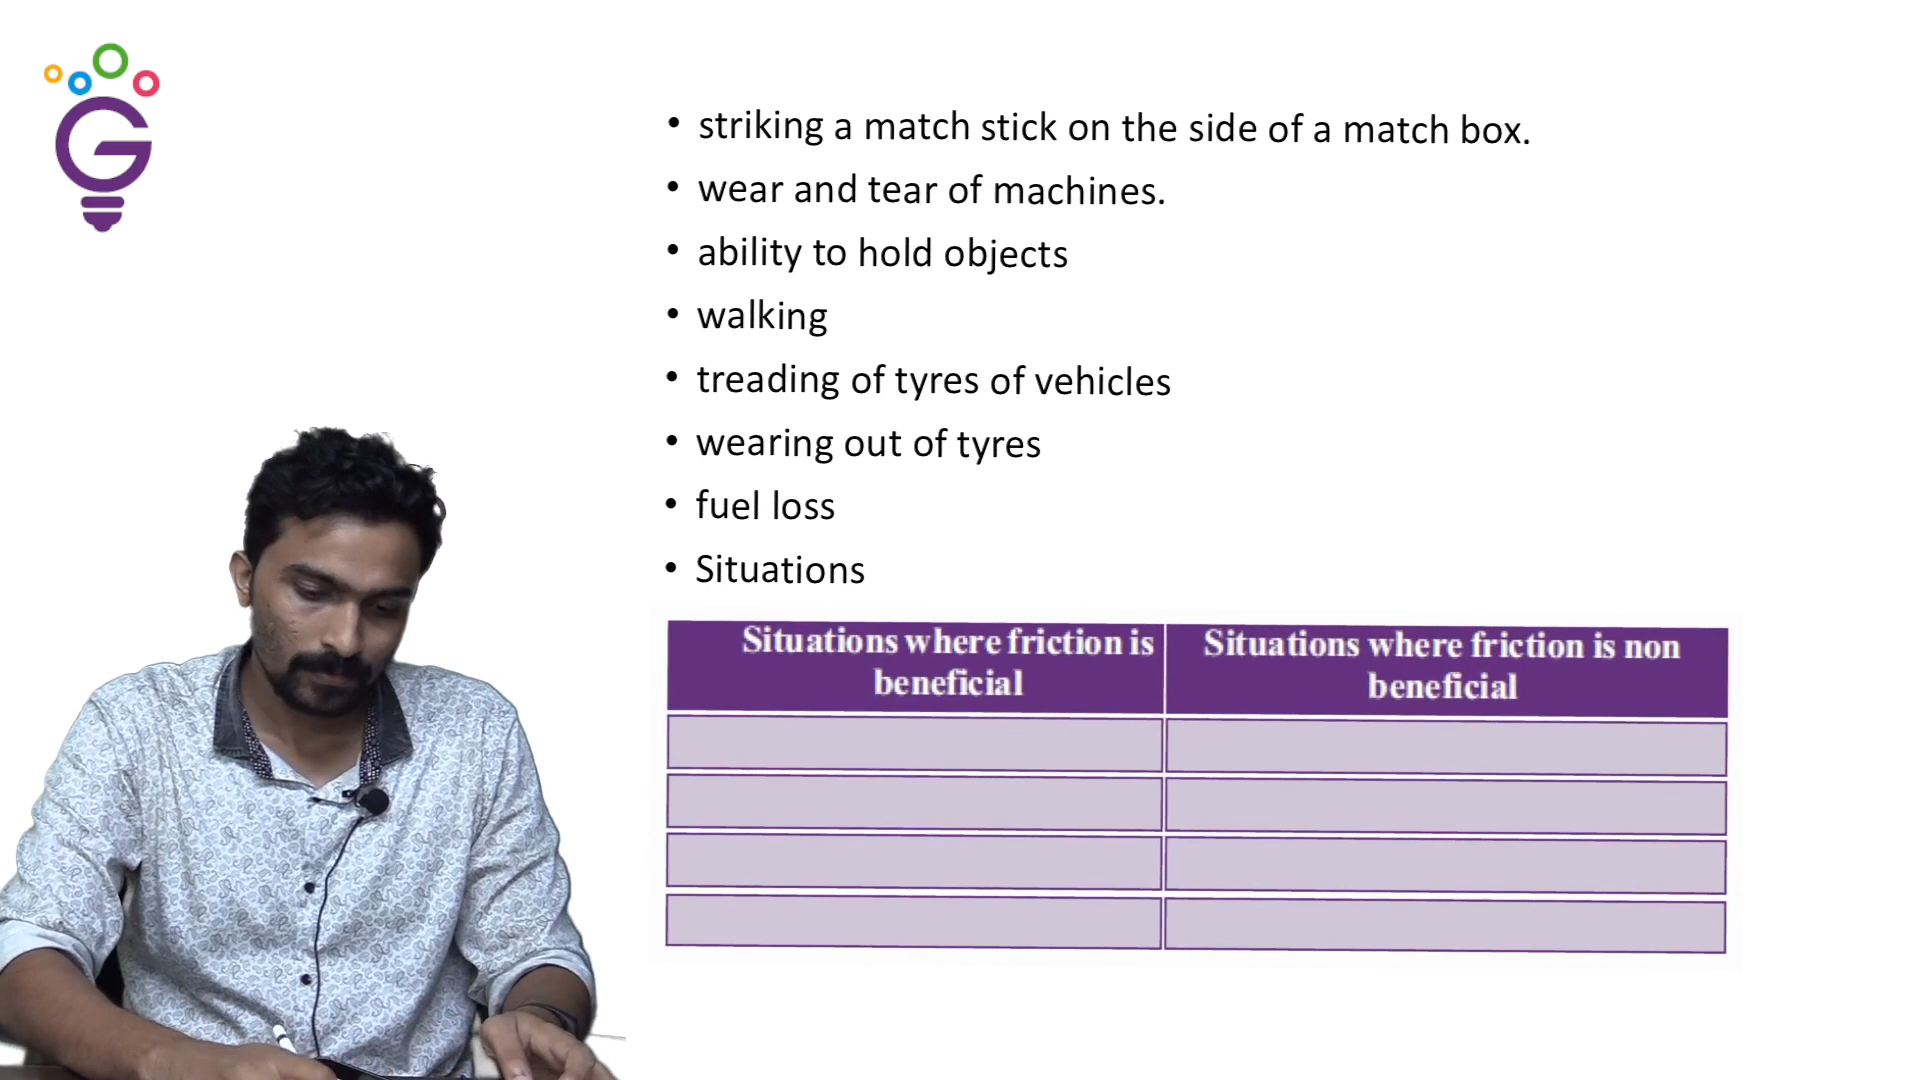 • striking a match stick on the side of a match box.
• wear and tear of machines.
• ability to hold objects
• walking
• treading of tyres of vehicles
• wearing out of tyres
• fuel loss
• Situations
Situations where friction is
beneficial
Situations where friction is non
beneficial